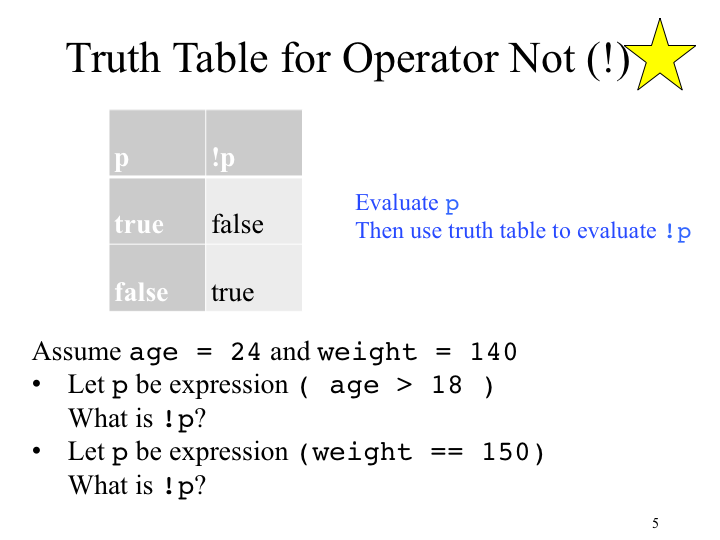 Truth Table for Operator Not (!)
p !p
true false
false true
Evaluate p
Then use truth table to evaluate !p
Assume age = 24 and weight = 140
• Let p be expression ( age > 18 )
What is !p?
• Let p be expression (weight == 150)
What is !p?
5